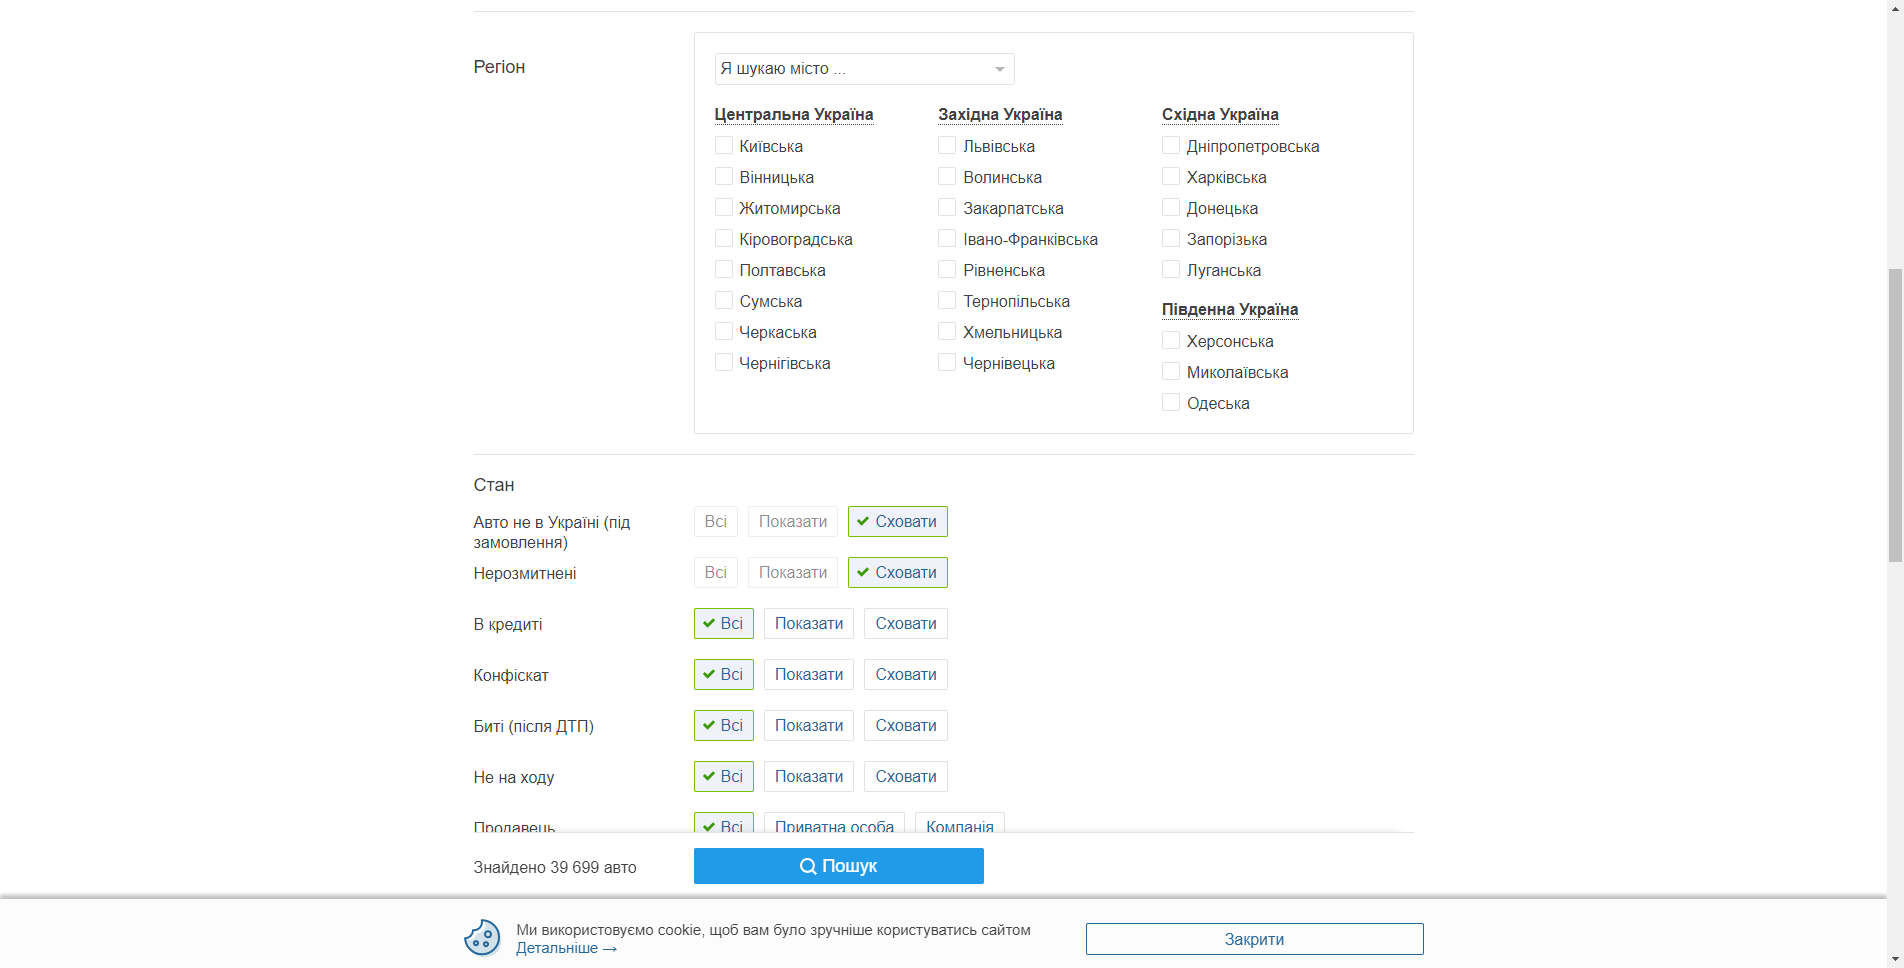 Регіон
Я шукаю місто ...
Центральна Україна
Київська
Вінницька
Житомирська
Кіровоградська
Полтавська
Сумська
Черкаська
Чернігівська
Західна Україна
Львівська
Волинська
Закарпатська
Івано-Франківська
Рівненська
Тернопільська
Хмельницька
Чернівецька
Східна Україна
Дніпропетровська
Харківська
Донецька
Запорізька
Луганська
Південна Україна
Херсонська
Миколаївська
Одеська
Стан
Авто не в Україні (під
замовлення)
Всі Показати Сховати
Нерозмитнені Всі Показати Сховати
В кредиті Всі Показати Сховати
Конфіскат Всі Показати Сховати
Биті (після ДТП) Всі Показати Сховати
Не на ходу Всі Показати Сховати
Продавець Всі Приватна особа Компанія
Знайдено 39 699 авто Пошук
Ми використовуємо cookie, щоб вам було зручніше користуватись сайтом
Детальніше →
Закрити